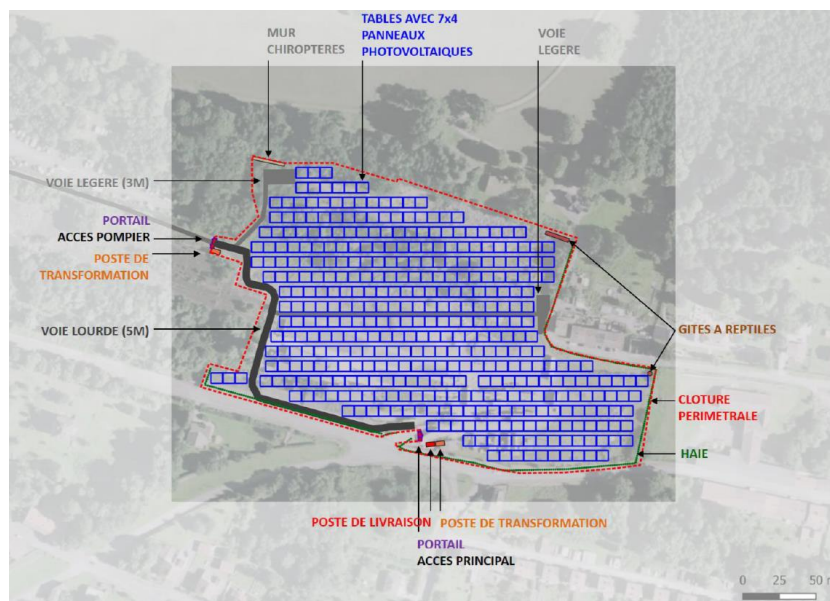 MUR
CHIROPTERES
TABLES AVEC 7x4
PANNEAUX
PHOTOVOLTAIQUES
VOIE
LEGERE
VOIE LEGERE (3M)
PORTAIL
ACCES POMPIER
POSTE DE
TRANSFORMATION
VOIE LOURDE (5M)
GITES A REPTILES
CLOTURE
PERIMETRALE
HAIE
POSTE DE LIVRAISON
POSTE DE TRANSFORMATION
PORTAIL
ACCES PRINCIPAL
0 25 50